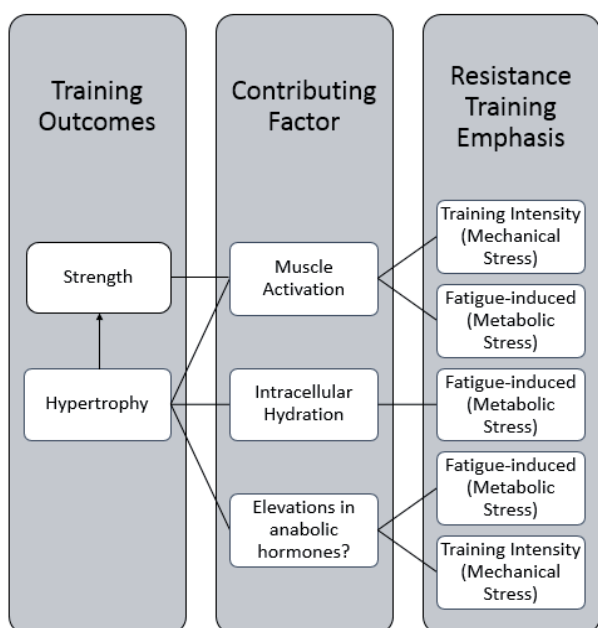 Training
Outcomes
Contributing
Factor
Resistance
Training
Emphasis
Strength
Hypertrophy
Muscle
Activation
Intracellular
Hydration
Elevations in
anabolic
hormones?
Training Intensity
(Mechanical
Stress)
Fatigue-induced
(Metabolic
Stress)
Fatigue-induced
(Metabolic
Stress)
Fatigue-induced
(Metabolic
Stress)
Training Intensity
(Mechanical
Stress)